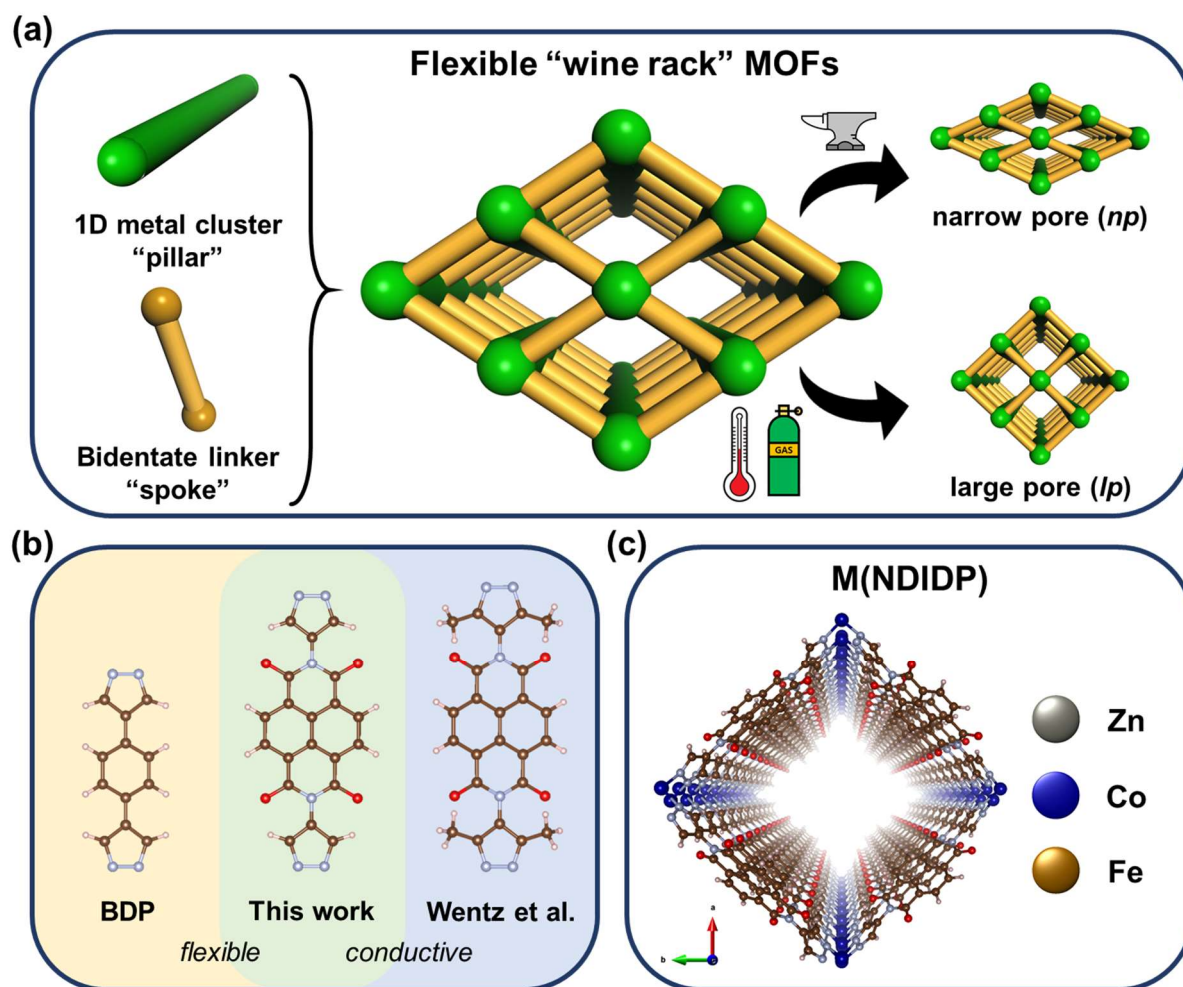 (a)
Flexible “wine rack” MOFs
1D metal cluster
“pillar”
Bidentate linker
“spoke”
GAS
narrow pore (np)
large pore (lp)
(b)
BDP
This work
Wentz et al.
flexible
conductive
(c)
M(NDIDP)
Zn
Co
Fe
a
b